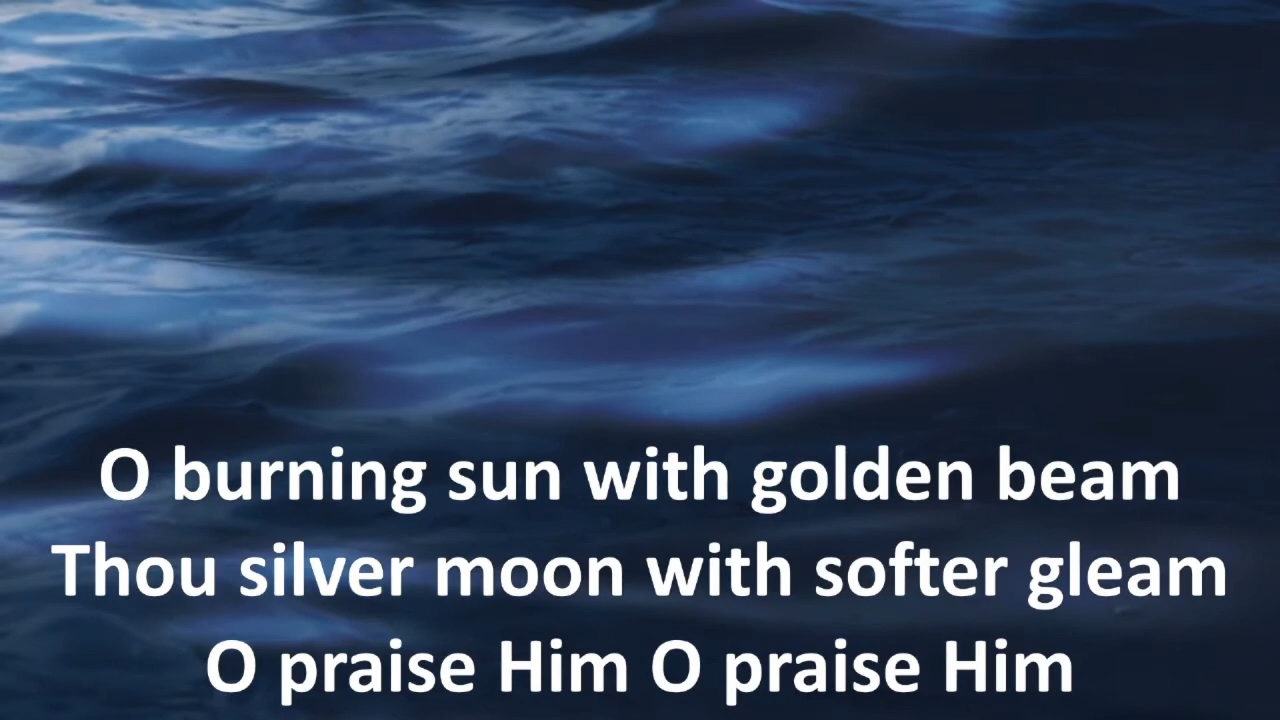 O burning sun with golden beam
Thou silver moon with softer gleam
O praise Him O praise Him